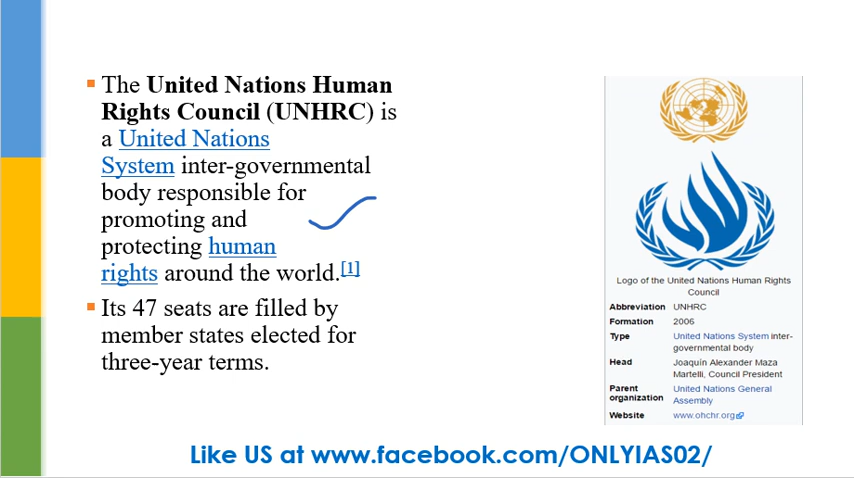 The United Nations Human
Rights Council (UNHRC) is
a United Nations
System inter-governmental
body responsible for
promoting and
protecting human
rights around the world.[1]
Its 47 seats are filled by
member states elected for
three-year terms.
Logo of the United Nations Human Rights
Council
Abbreviation UNHRC
Formation 2006
Type United Nations System inter-
governmental body
Head Joaquín Alexander Maza
Martelli, Council President
Parent United Nations General
organization Assembly
Website www.ohchr.org
Like US at www.facebook.com/ONLYIAS02/